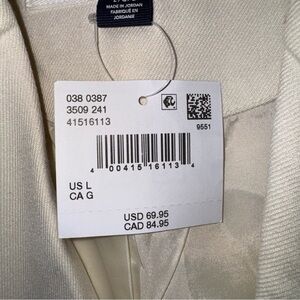 MADE IN JORDAN
FABRIQUÉ EN
JORDANIE
038 0387
3509 241
41516113
9551
4 00415 16113 4
US L
CA G
USD 69.95
CAD 84.95